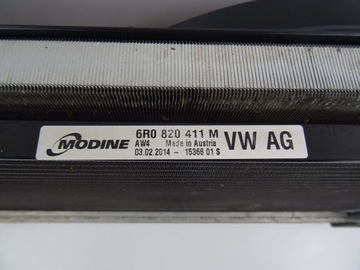 MODINE
6R0 820 411 M
AW4 Made in Austria
03.02.2014 - 15366 01 S
VW AG